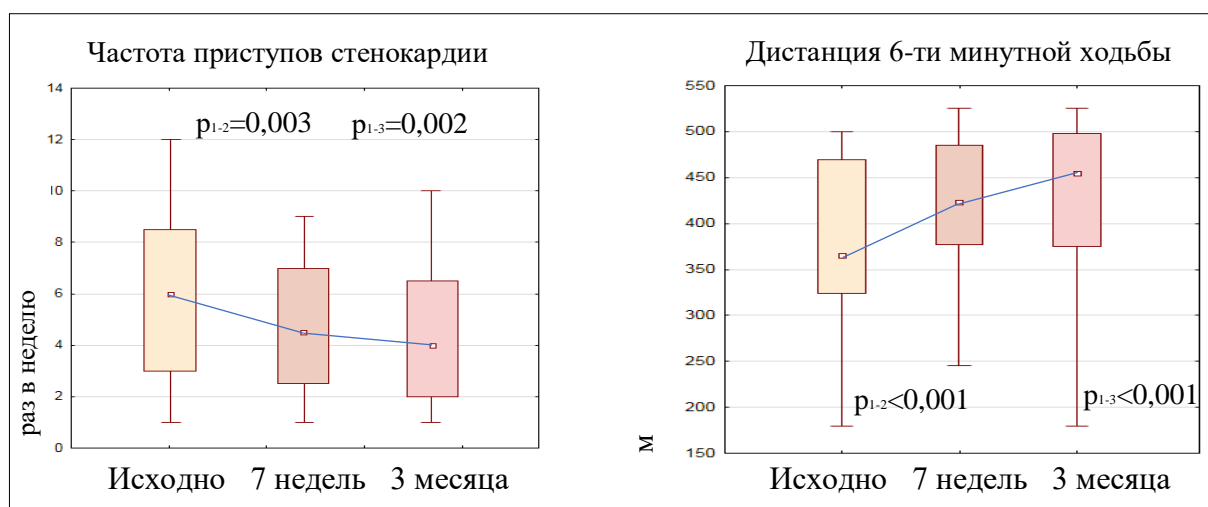 Частота приступов стенокардии
14
12
10
8
6
4
2
0
раз в неделю
p1-2=0,003
p1-3=0,002
Исходно
7 недель
3 месяца
Дистанция 6-ти минутной ходьбы
550
500
450
400
350
300
250
200
150
м
p1-2<0,001
p1-3<0,001
Исходно
7 недель
3 месяца